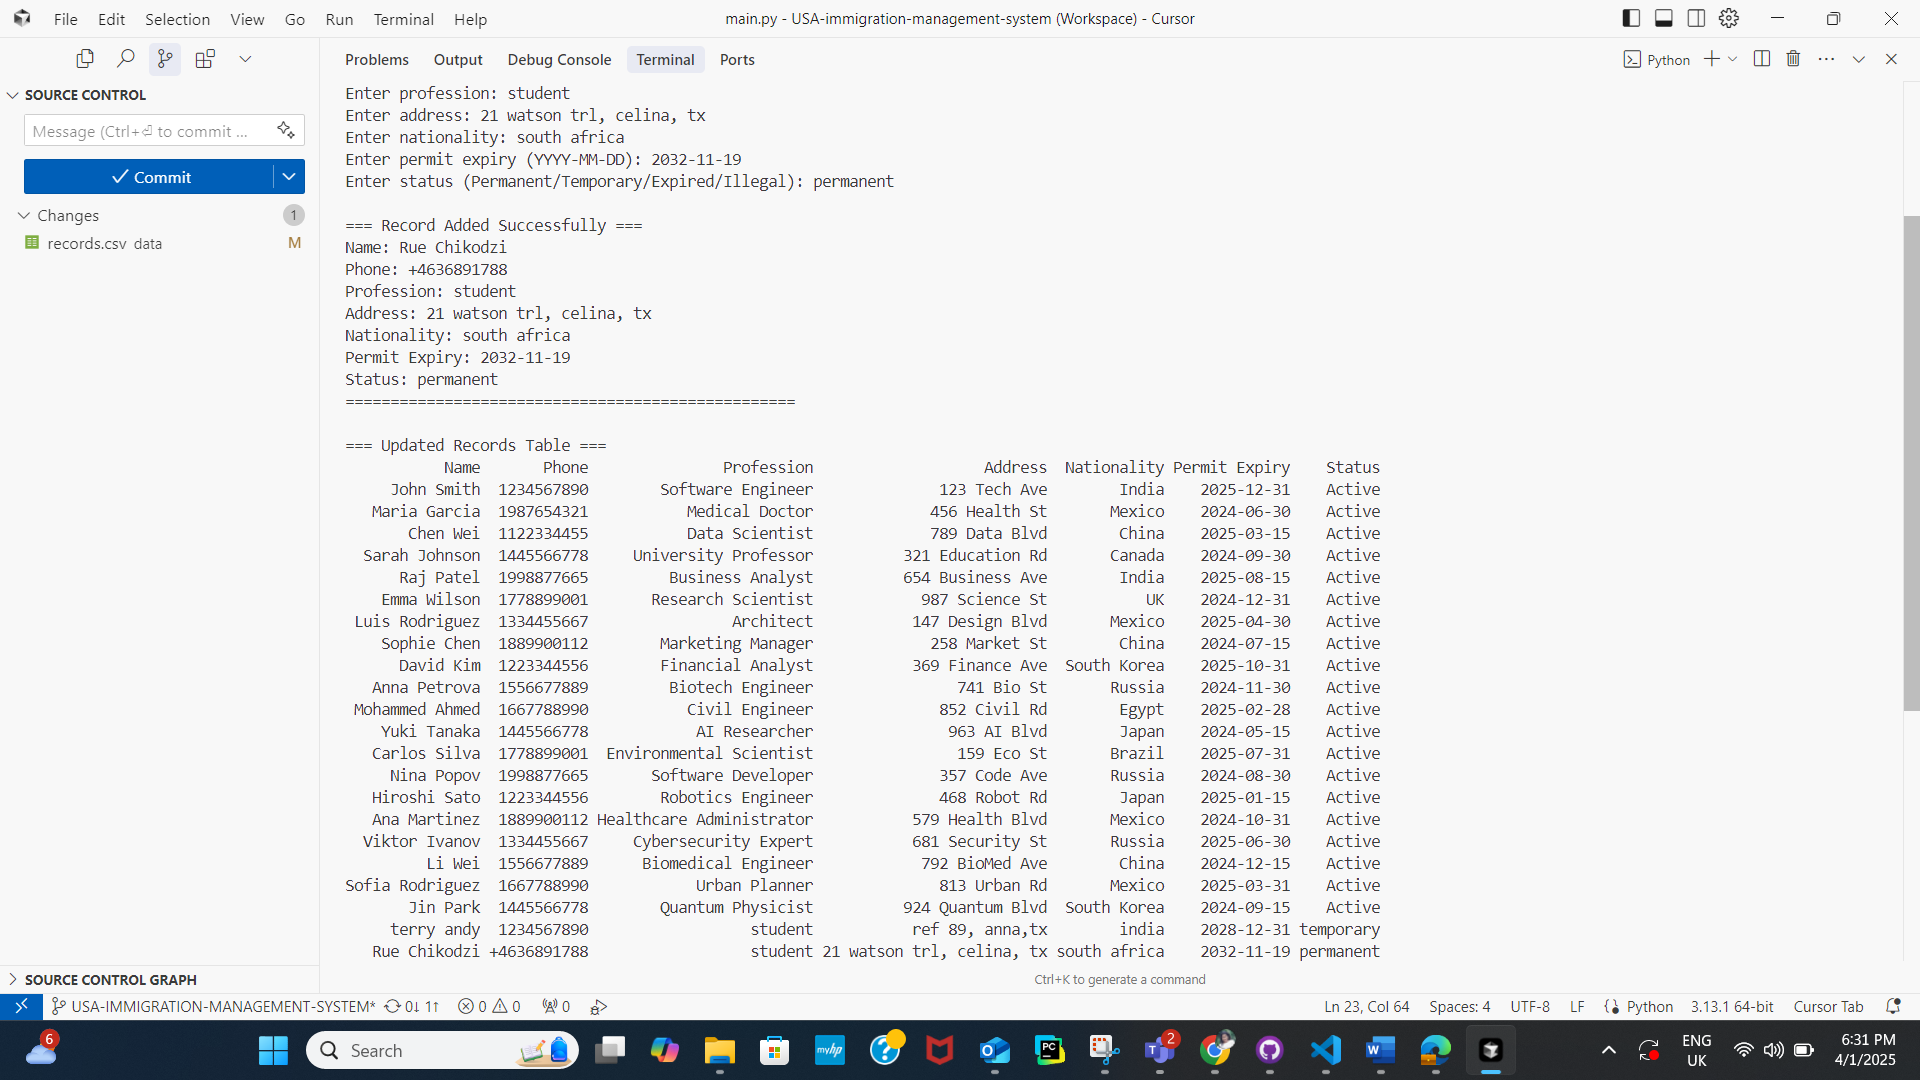 File Edit Selection View Go Run Terminal Help
main.py - USA-immigration-management-system (Workspace) - Cursor
SOURCE CONTROL
Message (Ctrl+⏎ to commit ...
Commit
Changes 1
records.csv data M
Problems Output Debug Console Terminal Ports
Python
Enter profession: student
Enter address: 21 watson trl, celina, tx
Enter nationality: south africa
Enter permit expiry (YYYY-MM-DD): 2032-11-19
Enter status (Permanent/Temporary/Expired/Illegal): permanent
=== Record Added Successfully ===
Name: Rue Chikodzi
Phone: +4636891788
Profession: student
Address: 21 watson trl, celina, tx
Nationality: south africa
Permit Expiry: 2032-11-19
Status: permanent
==================================================
=== Updated Records Table ===
Name Phone Profession Address Nationality Permit Expiry Status
John Smith 1234567890 Software Engineer 123 Tech Ave India 2025-12-31 Active
Maria Garcia 1987654321 Medical Doctor 456 Health St Mexico 2024-06-30 Active
Chen Wei 1122334455 Data Scientist 789 Data Blvd China 2025-03-15 Active
Sarah Johnson 1445566778 University Professor 321 Education Rd Canada 2024-09-30 Active
Raj Patel 1998877665 Business Analyst 654 Business Ave India 2025-08-15 Active
Emma Wilson 1778899001 Research Scientist 987 Science St UK 2024-12-31 Active
Luis Rodriguez 1334455667 Architect 147 Design Blvd Mexico 2025-04-30 Active
Sophie Chen 1889900112 Marketing Manager 258 Market St China 2024-07-15 Active
David Kim 1223344556 Financial Analyst 369 Finance Ave South Korea 2025-10-31 Active
Anna Petrova 1556677889 Biotech Engineer 741 Bio St Russia 2024-11-30 Active
Mohammed Ahmed 1667788990 Civil Engineer 852 Civil Rd Egypt 2025-02-28 Active
Yuki Tanaka 1445566778 AI Researcher 963 AI Blvd Japan 2024-05-15 Active
Carlos Silva 1778899001 Environmental Scientist 159 Eco St Brazil 2025-07-31 Active
Nina Popov 1998877665 Software Developer 357 Code Ave Russia 2024-08-30 Active
Hiroshi Sato 1223344556 Robotics Engineer 468 Robot Rd Japan 2025-01-15 Active
Ana Martinez 1889900112 Healthcare Administrator 579 Health Blvd Mexico 2024-10-31 Active
Viktor Ivanov 1334455667 Cybersecurity Expert 681 Security St Russia 2025-06-30 Active
Li Wei 1556677889 Biomedical Engineer 792 BioMed Ave China 2024-12-15 Active
Sofia Rodriguez 1667788990 Urban Planner 813 Urban Rd Mexico 2025-03-31 Active
Jin Park 1445566778 Quantum Physicist 924 Quantum Blvd South Korea 2024-09-15 Active
terry andy 1234567890 student ref 89, anna,tx india 2028-12-31 temporary
Rue Chikodzi +4636891788 student 21 watson trl, celina, tx south africa 2032-11-19 permanent
Ctrl+K to generate a command
SOURCE CONTROL GRAPH
USA-IMMIGRATION-MANAGEMENT-SYSTEM* 0↓ 1↑ 0 0 0
Ln 23, Col 64 Spaces: 4 UTF-8 LF Python 3.13.1 64-bit Cursor Tab
6
Search
myhp
PC
2
ENG
UK
6:31 PM
4/1/2025